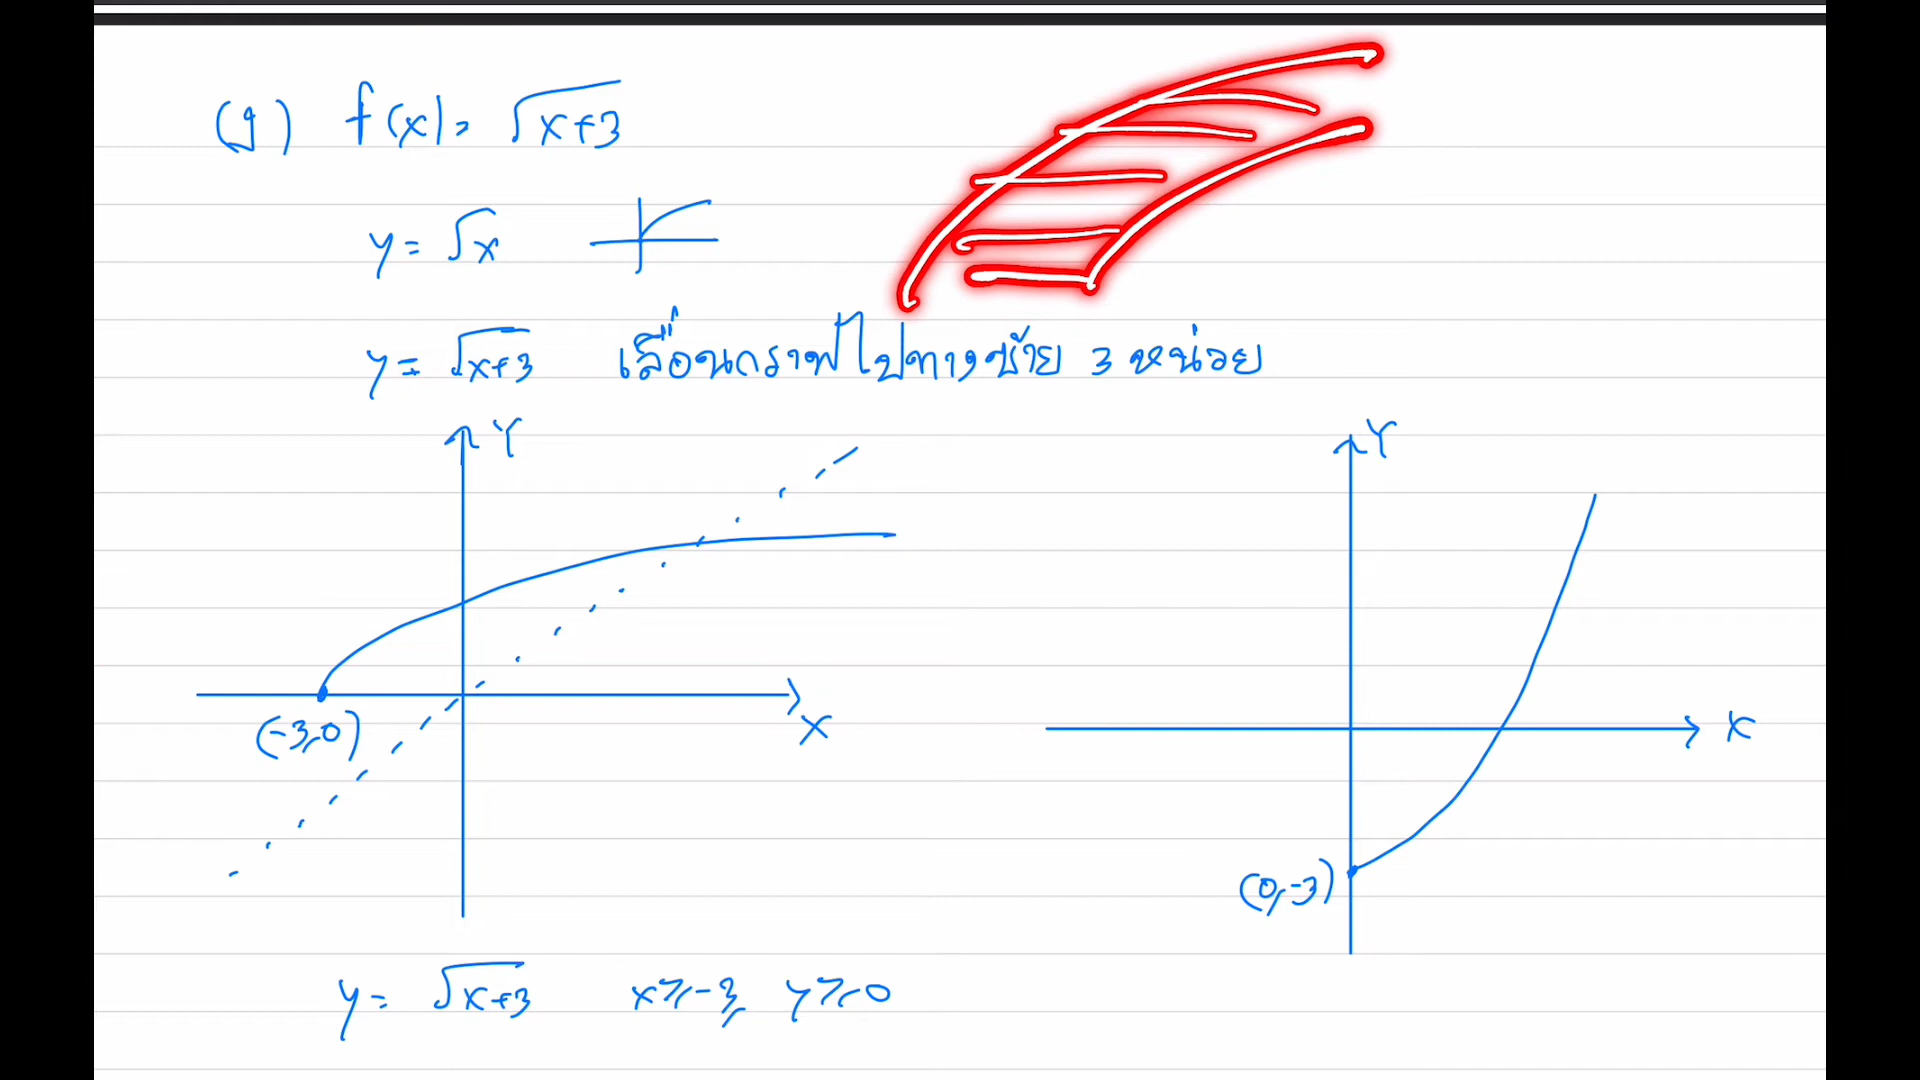 (g) f(x) = √x+3
y = √x
y = √x+3 เลื่อนกราฟไปทางซ้าย 3 หน่วย
Y
Y
(-3,0)
X
X
(0,-3)
y = √x+3 x ≥ -3, y ≥ 0